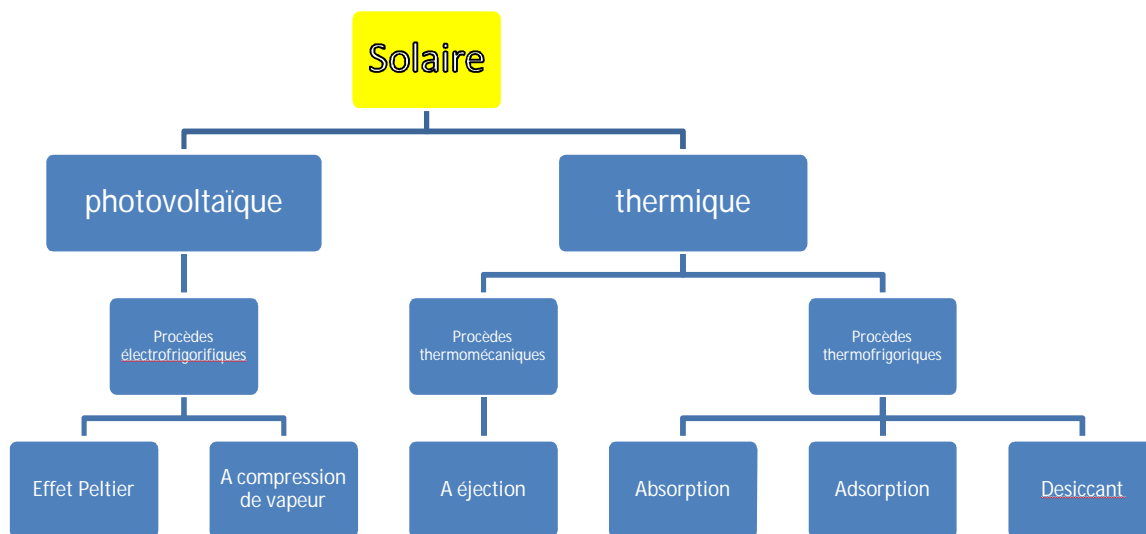 Solaire
photovoltaïque
thermique
Procèdes
électrofrigorifiques
Procèdes
thermomécaniques
Procèdes
thermofrigoriques
Effet Peltier
A compression
de vapeur
A éjection
Absorption
Adsorption
Desiccant